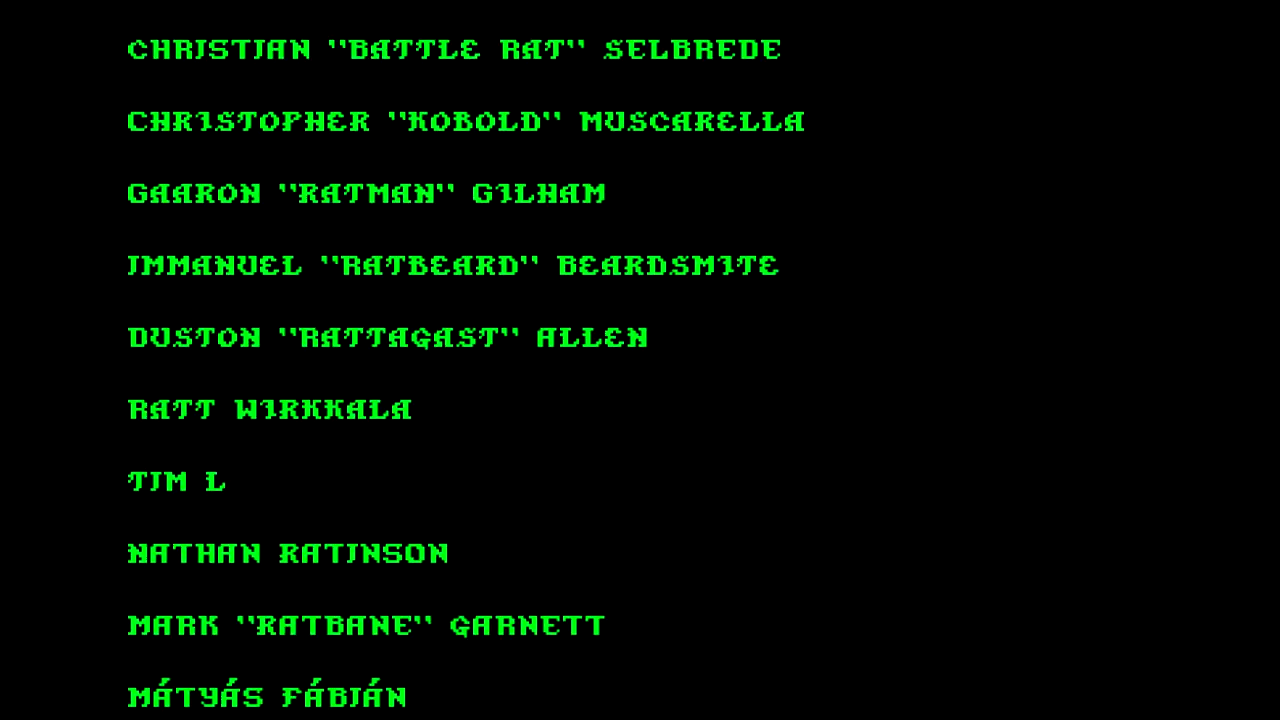 CHRISTIAN "BATTLE RAT" SELBREDE
CHRISTOPHER "KOBOLD" MUSCARELLA
GAARON "RATMAN" GILHAM
IMMANUEL "RATBEARD" BEARDSMITE
DUSTON "RATTAGAST" ALLEN
RATT WIRKKALA
TIM L
NATHAN RATINSON
MARK "RATBANE" GARNETT
MÁTYÁS FÁBIÁN